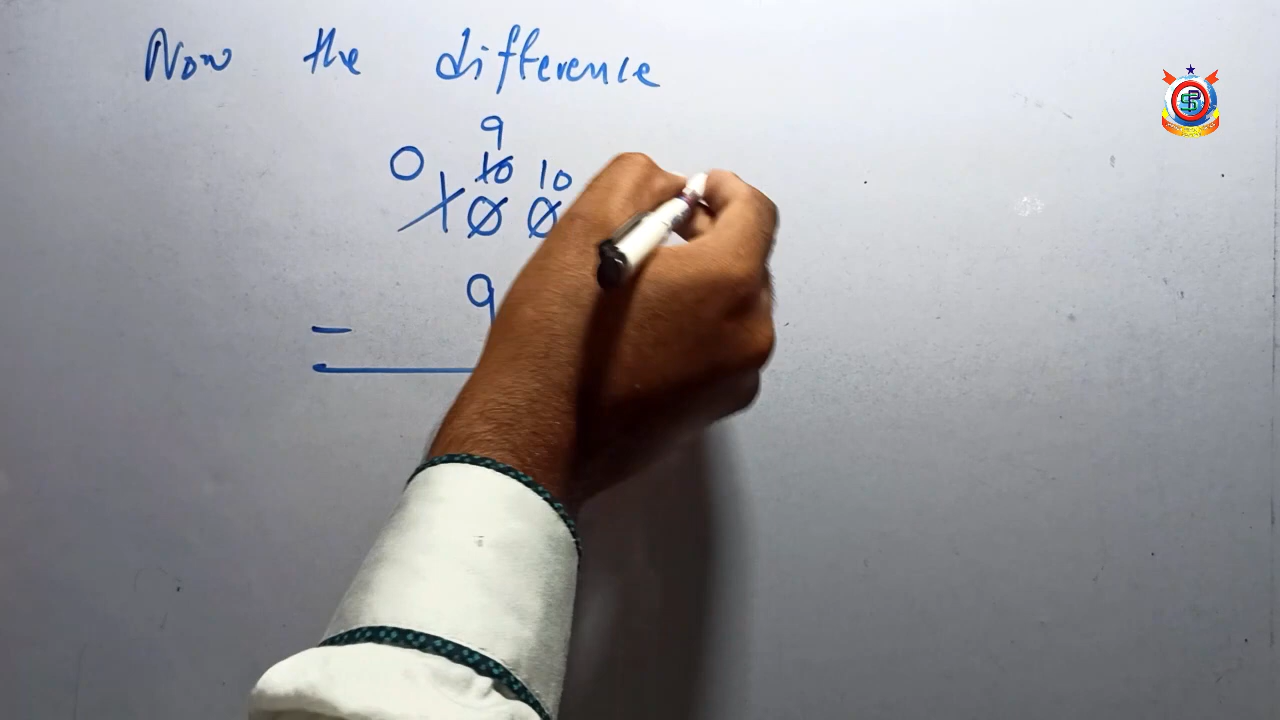 Now the difference
9
0 10 10
1 0 0
9
-